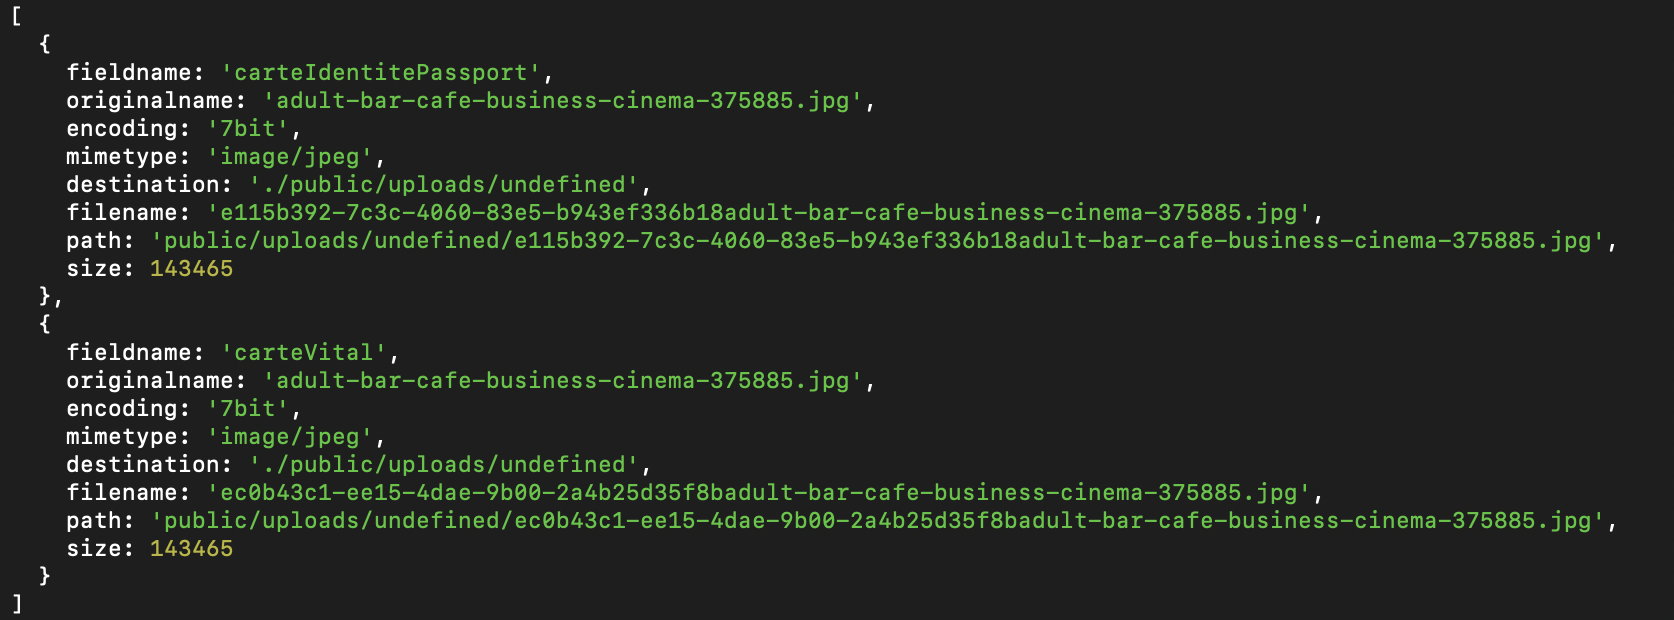 [
  {
    fieldname: 'carteIdentitePassport',
    originalname: 'adult-bar-cafe-business-cinema-375885.jpg',
    encoding: '7bit',
    mimetype: 'image/jpeg',
    destination: './public/uploads/undefined',
    filename: 'e115b392-7c3c-4060-83e5-b943ef336b18adult-bar-cafe-business-cinema-375885.jpg',
    path: 'public/uploads/undefined/e115b392-7c3c-4060-83e5-b943ef336b18adult-bar-cafe-business-cinema-375885.jpg',
    size: 143465
  },
  {
    fieldname: 'carteVital',
    originalname: 'adult-bar-cafe-business-cinema-375885.jpg',
    encoding: '7bit',
    mimetype: 'image/jpeg',
    destination: './public/uploads/undefined',
    filename: 'ec0b43c1-ee15-4dae-9b00-2a4b25d35f8badult-bar-cafe-business-cinema-375885.jpg',
    path: 'public/uploads/undefined/ec0b43c1-ee15-4dae-9b00-2a4b25d35f8badult-bar-cafe-business-cinema-375885.jpg',
    size: 143465
  }
]